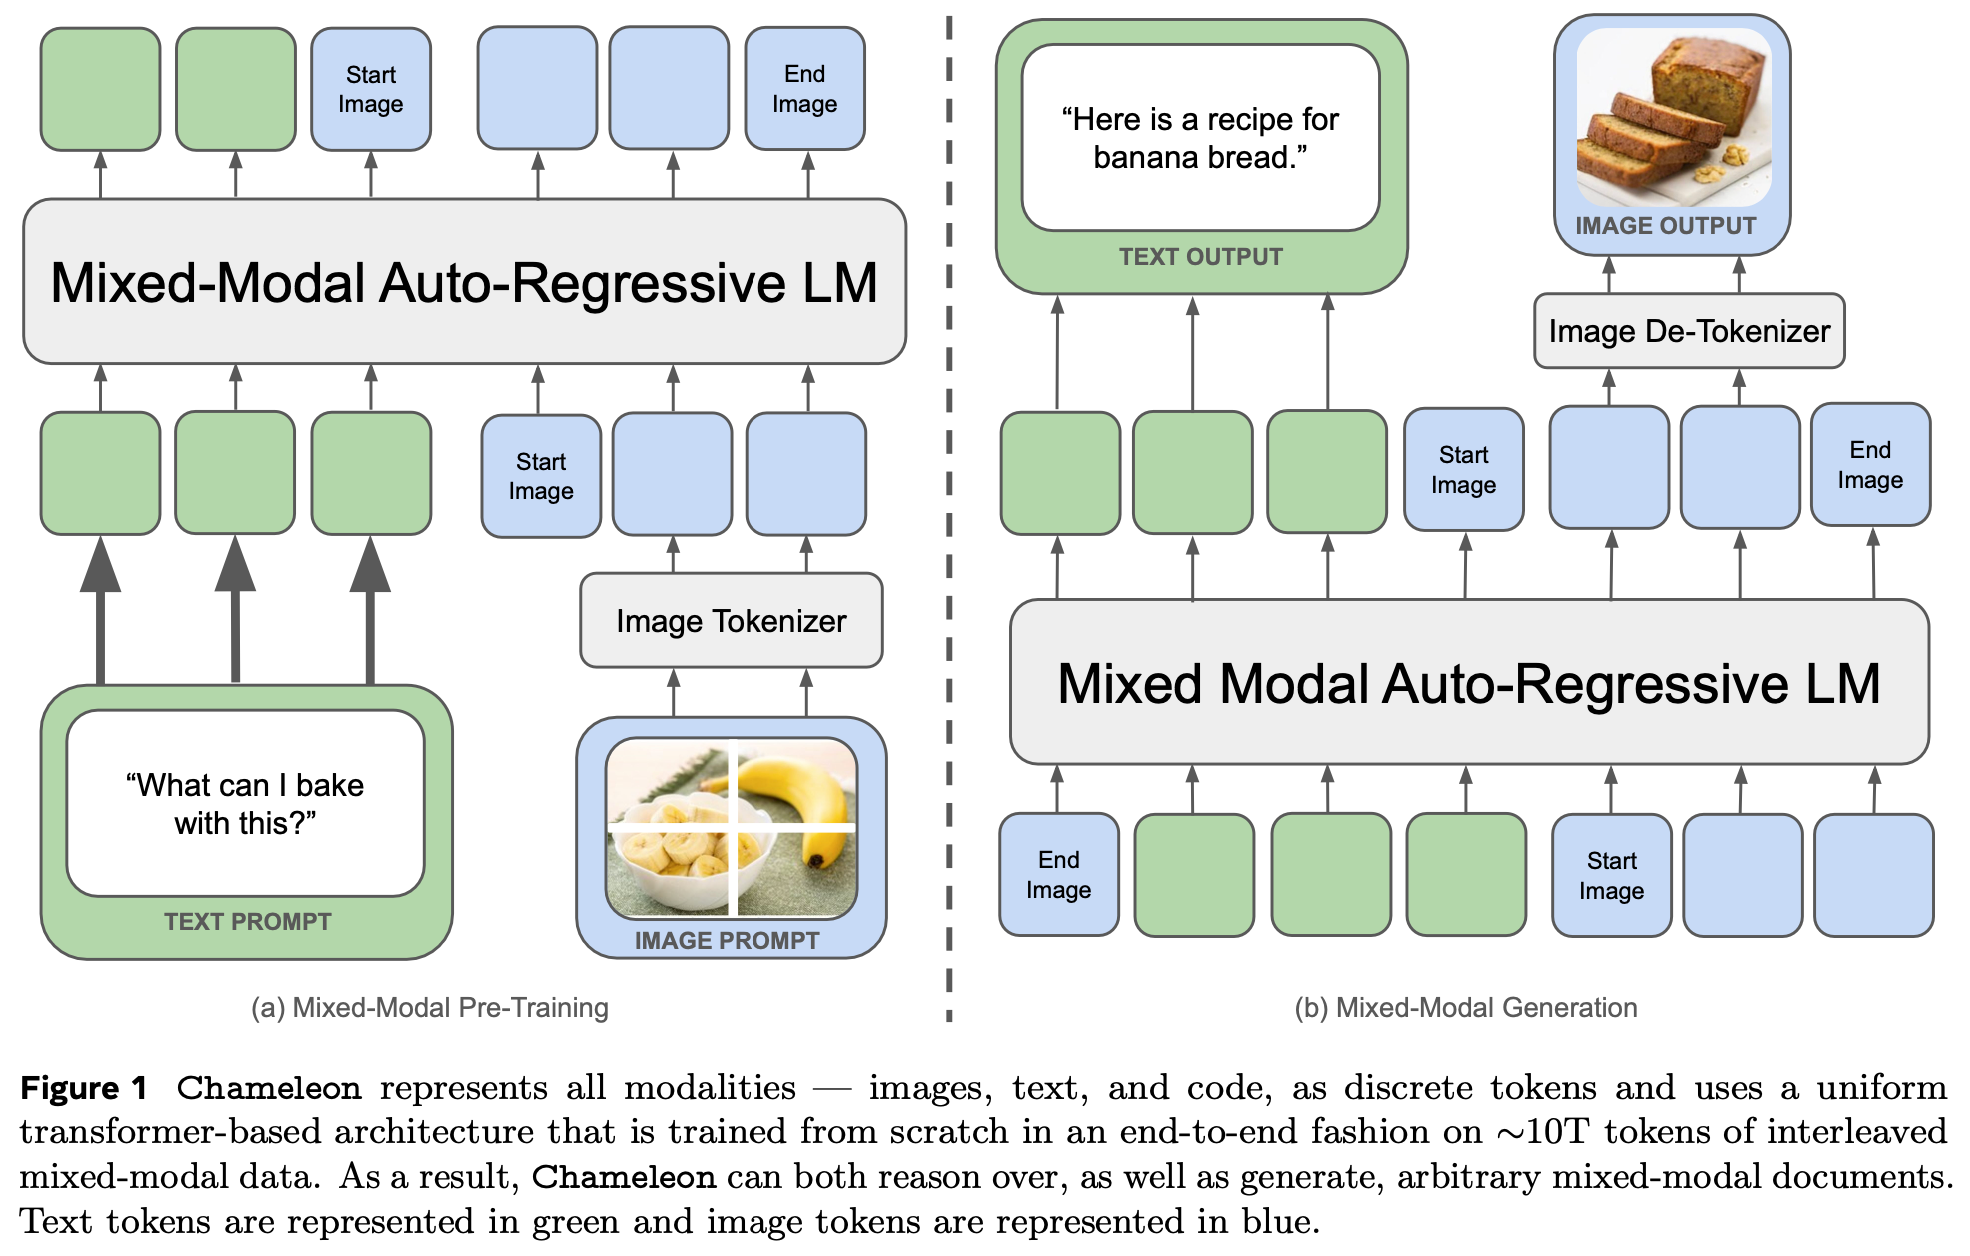 Start
Image
End
Image
Mixed-Modal Auto-Regressive LM
Start
Image
Image Tokenizer
“What can I bake
with this?”
TEXT PROMPT
IMAGE PROMPT
(a) Mixed-Modal Pre-Training
“Here is a recipe for
banana bread.”
TEXT OUTPUT
IMAGE OUTPUT
Image De-Tokenizer
Start
Image
End
Image
Mixed Modal Auto-Regressive LM
End
Image
Start
Image
(b) Mixed-Modal Generation
Figure 1 Chameleon represents all modalities — images, text, and code, as discrete tokens and uses a uniform
transformer-based architecture that is trained from scratch in an end-to-end fashion on ∼10T tokens of interleaved
mixed-modal data. As a result, Chameleon can both reason over, as well as generate, arbitrary mixed-modal documents.
Text tokens are represented in green and image tokens are represented in blue.